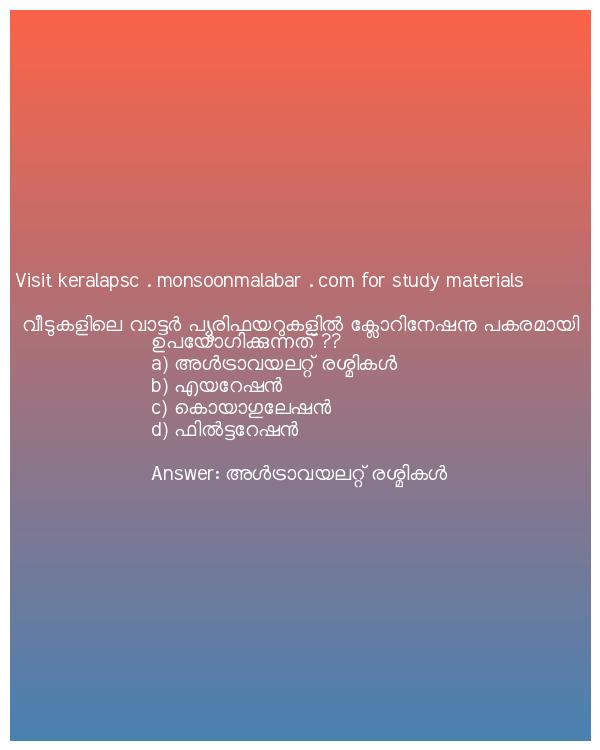 Visit keralapsc . monsoonmalabar . com for study materials
വീടുകളിലെ വാട്ടർ പ്യൂരിഫയറുകളിൽ ക്ലോറിനേഷനു പകരമായി
ഉപയോഗിക്കുന്നത് ??
a) അൾട്രാവയലറ്റ് രശ്മികൾ
b) എയറേഷൻ
c) കൊയാഗുലേഷൻ
d) ഫിൽട്ടറേഷൻ
Answer: അൾട്രാവയലറ്റ് രശ്മികൾ